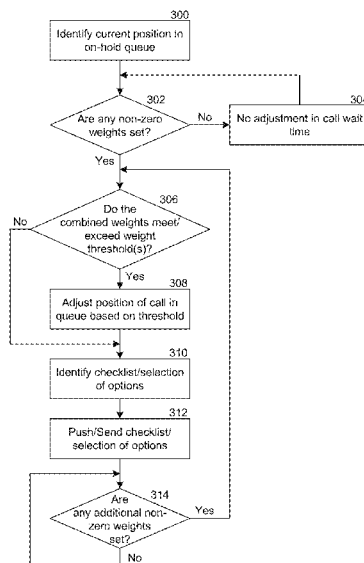 300
Identify current position in
on-hold queue
302
Are any non-zero
weights set?
No
304
No adjustment in call wait
time
Yes
306
Do the
combined weights meet/
exceed weight
threshold(s)?
No
Yes
308
Adjust position of call in
queue based on threshold
310
Identify checklist/selection
of options
312
Push/Send checklist/
selection of options
314
Are
any additional non-
zero weights
set?
Yes
No